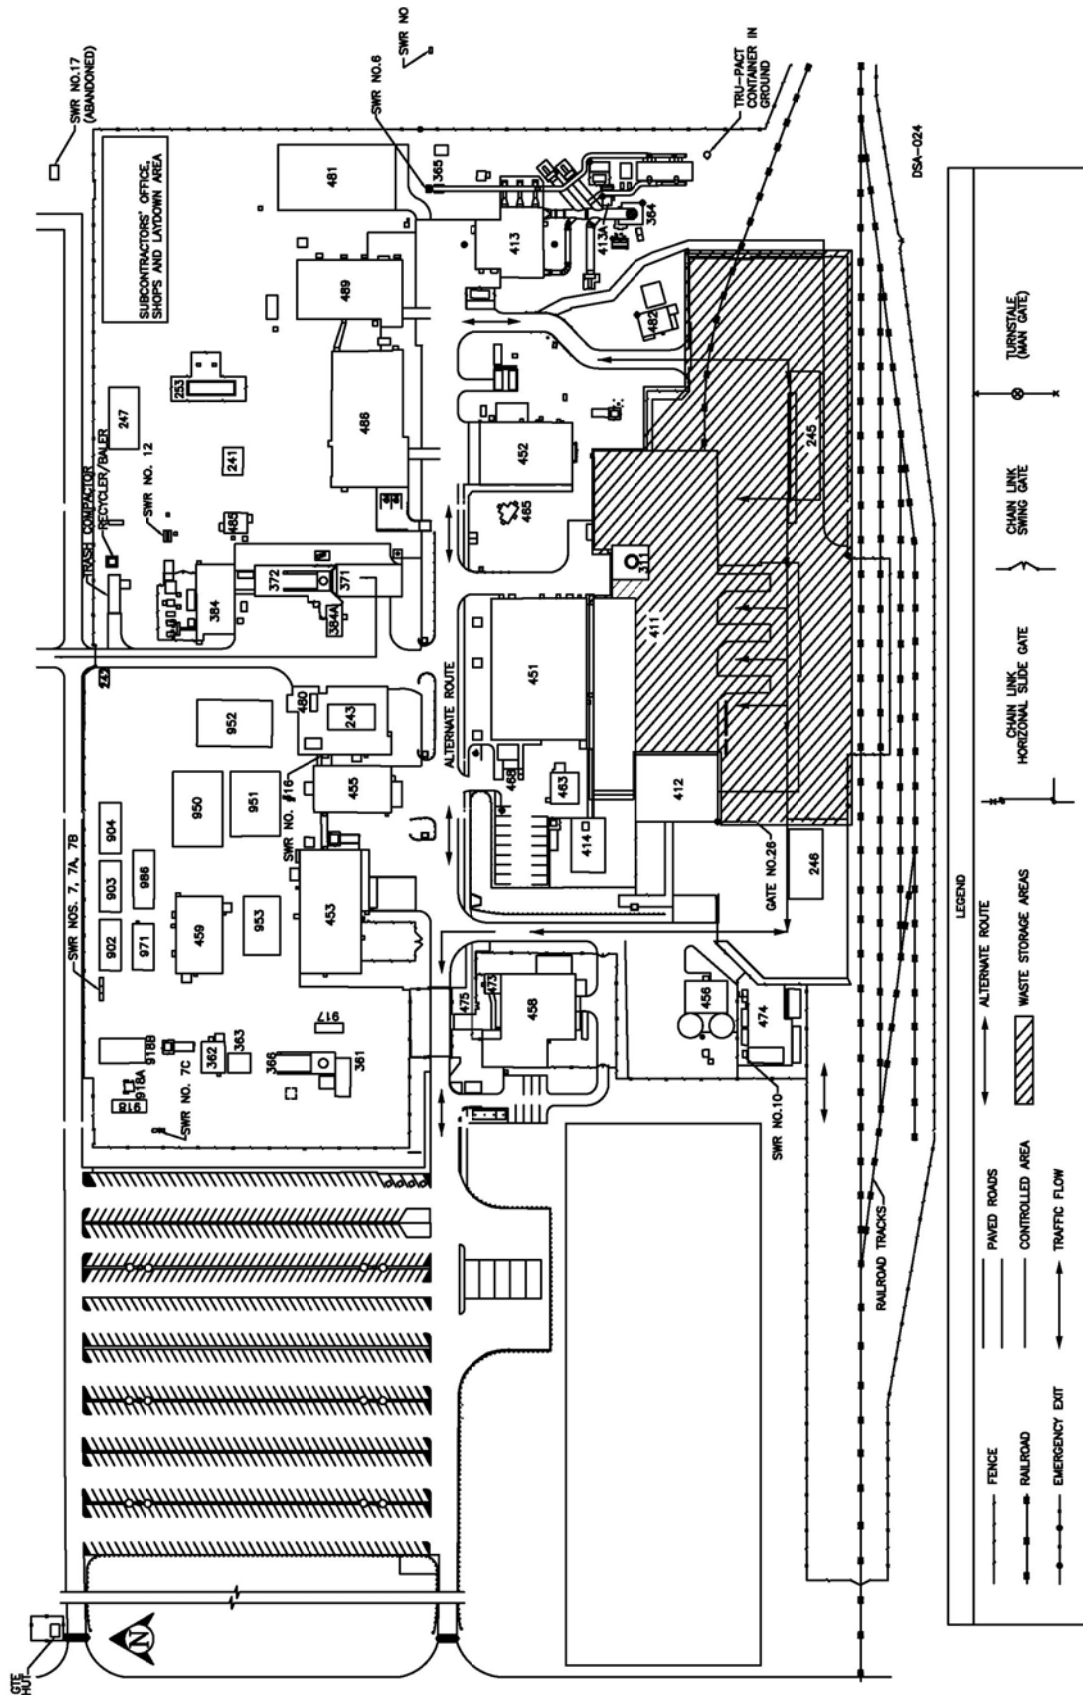 SWR NO.17
(ABANDONED)
SWR NO
SWR NO.6
TRU-PACT
CONTAINER IN
GROUND
SUBCONTRACTORS' OFFICE,
SHOPS AND LAYDOWN AREA
481
365
413
413A
364
489
482
253
247
486
241
452
245
TRASH COMPACTOR
RECYCLER/BALER
SWR NO. 12
485
465
372
371
384
384A
311
411
451
242
ALTERNATE ROUTE
952
480
243
468
463
412
SWR NO. 16
455
950
951
414
GATE NO.26
246
904
903
902
986
971
459
953
453
SWR NOS. 7, 7A, 7B
475
473
458
456
474
SWR NO.10
917
918B
362
363
366
361
918A
918
SWR NO. 7C
RAILROAD TRACKS
N
GTE
HUT
DSA-024
LEGEND
FENCE
RAILROAD
EMERGENCY EXIT
PAVED ROADS
CONTROLLED AREA
TRAFFIC FLOW
ALTERNATE ROUTE
WASTE STORAGE AREAS
CHAIN LINK
HORIZONAL SLIDE GATE
CHAIN LINK
SWING GATE
TURNSTALE
(MAN GATE)